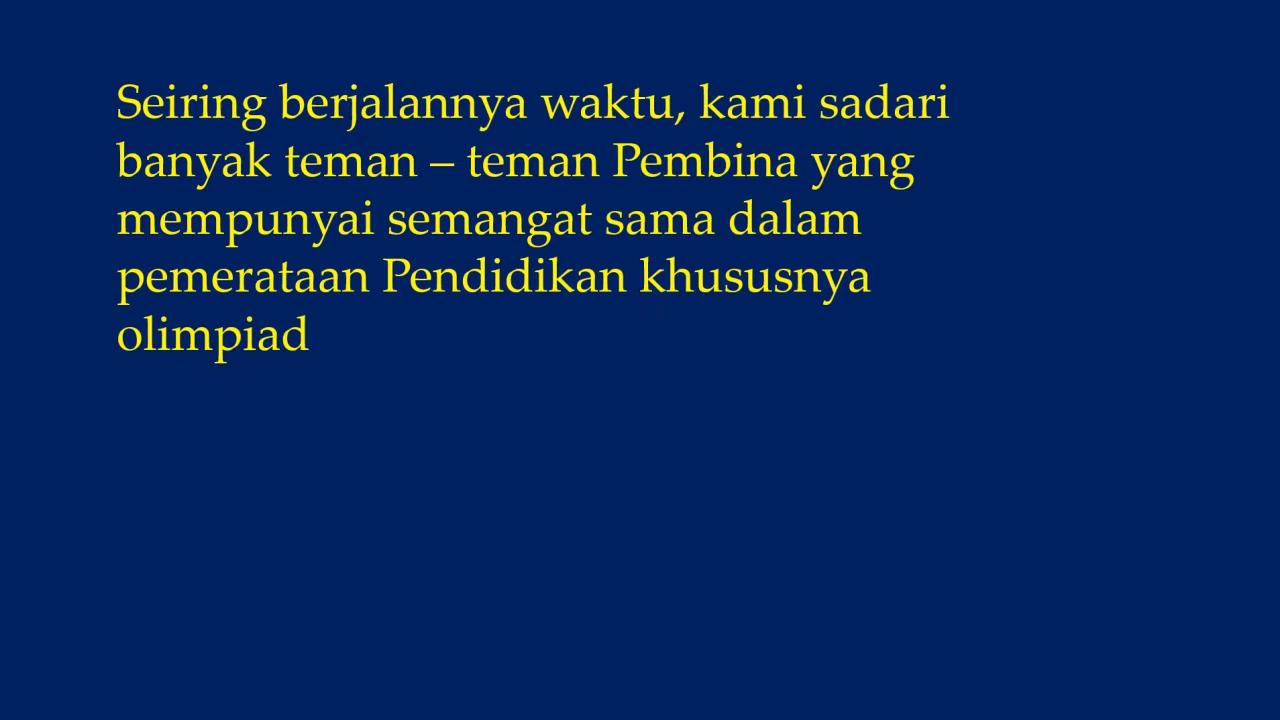 Seiring berjalannya waktu, kami sadari
banyak teman – teman Pembina yang
mempunyai semangat sama dalam
pemerataan Pendidikan khususnya
olimpiad